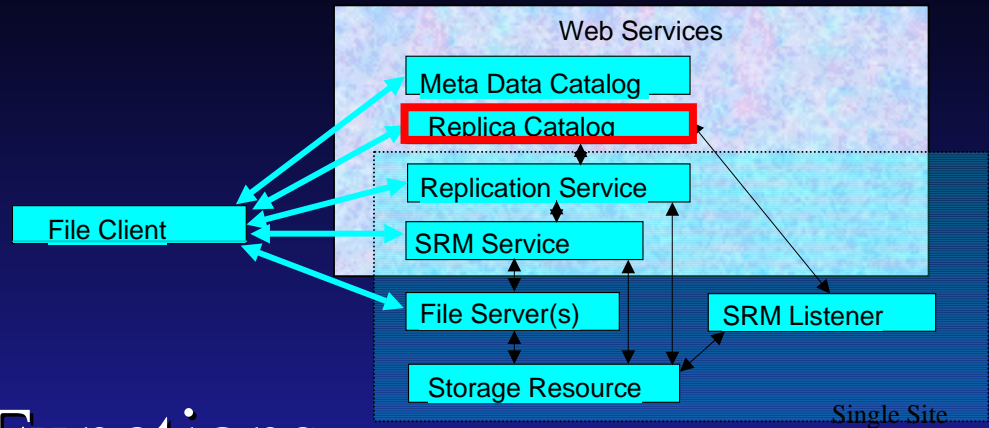 Web Services
Meta Data Catalog
Replica Catalog
Replication Service
File Client
SRM Service
File Server(s)
SRM Listener
Storage Resource
Single Site
Functions